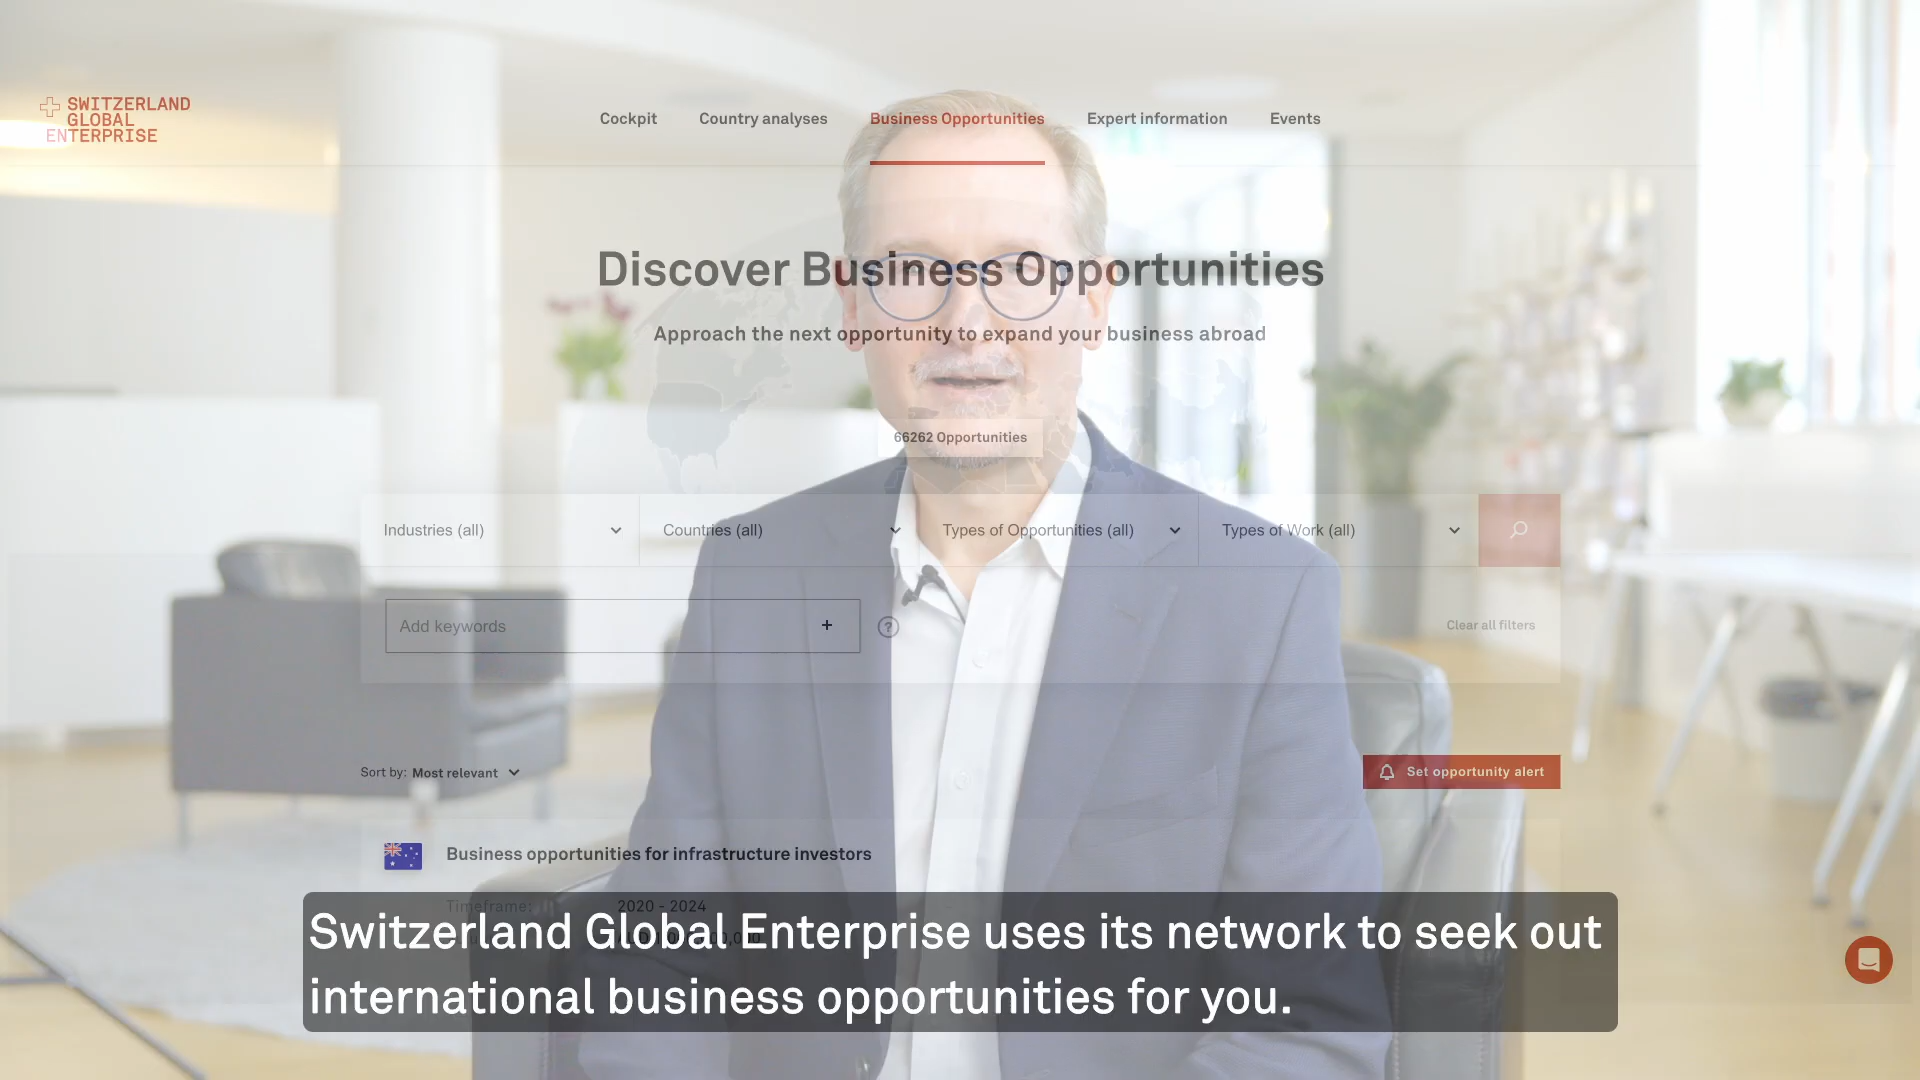 SWITZERLAND
GLOBAL
ENTERPRISE
Cockpit
Country analyses
Business Opportunities
Expert information
Events
Discover Business Opportunities
Approach the next opportunity to expand your business abroad
66262 Opportunities
Industries (all)
Countries (all)
Types of Opportunities (all)
Types of Work (all)
Add keywords +
?
Clear all filters
Sort by: Most relevant
Set opportunity alert
Business opportunities for infrastructure investors
Timeframe: 2020 - 2024
Switzerland Global Enterprise uses its network to seek out
international business opportunities for you.